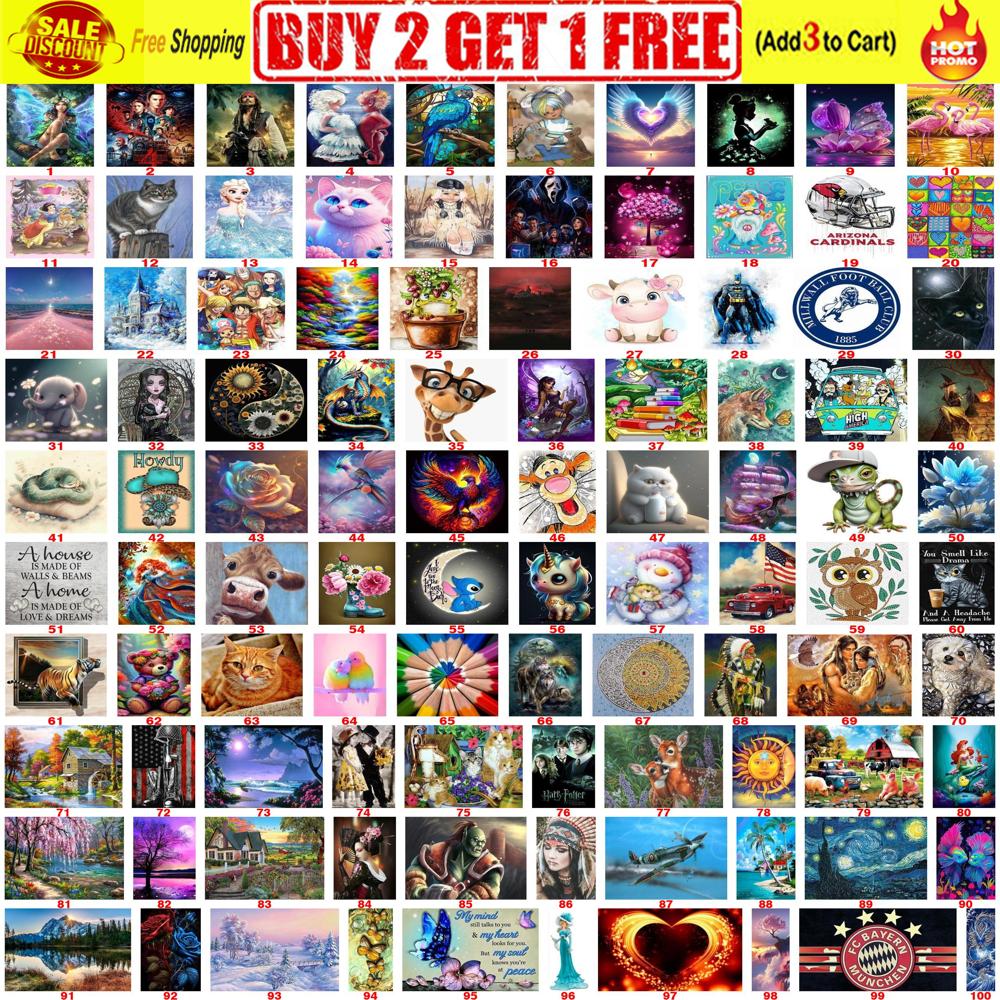 SALE
DISCOUNT
Free Shopping
BUY 2 GET 1 FREE
(Add 3 to Cart)
HOT
PROMO
1 2 3 4 5 6 7 8 9 10
ARIZONA
CARDINALS
11 12 13 14 15 16 17 18 19 20
MILLWALL FOOTBALL CLUB
1885
21 22 23 24 25 26 27 28 29 30
HIGH
31 32 33 34 35 36 37 38 39 40
Howdy
41 42 43 44 45 46 47 48 49 50
A house
IS MADE OF
WALLS & BEAMS
A home
IS MADE OF
LOVE & DREAMS
You Smell Like
Drama
And A Headache
Please Get Away From Me
51 52 53 54 55 56 57 58 59 60
61 62 63 64 65 66 67 68 69 70
Harry Potter
71 72 73 74 75 76 77 78 79 80
81 82 83 84 85 86 87 88 89 90
My mind
still talks to you
& my heart
looks for you.
But my soul
knows you're
at peace
FC BAYERN
MÜNCHEN
91 92 93 94 95 96 97 98 99 100